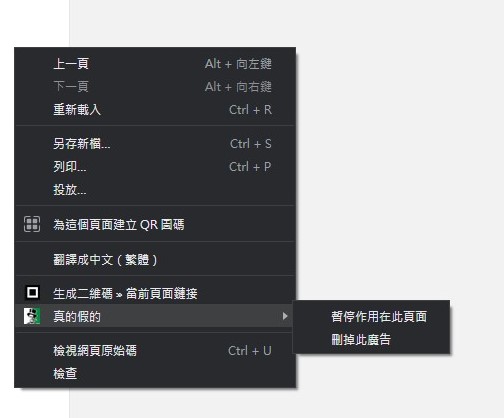 上一頁 Alt + 向左鍵
下一頁 Alt + 向右鍵
重新載入 Ctrl + R
另存新檔... Ctrl + S
列印... Ctrl + P
投放...
為這個頁面建立 QR 圖碼
翻譯成中文 ( 繁體 )
生成二維碼 » 當前頁面鏈接
真的假的
暫停作用在此頁面
刪掉此廣告
檢視網頁原始碼 Ctrl + U
檢查